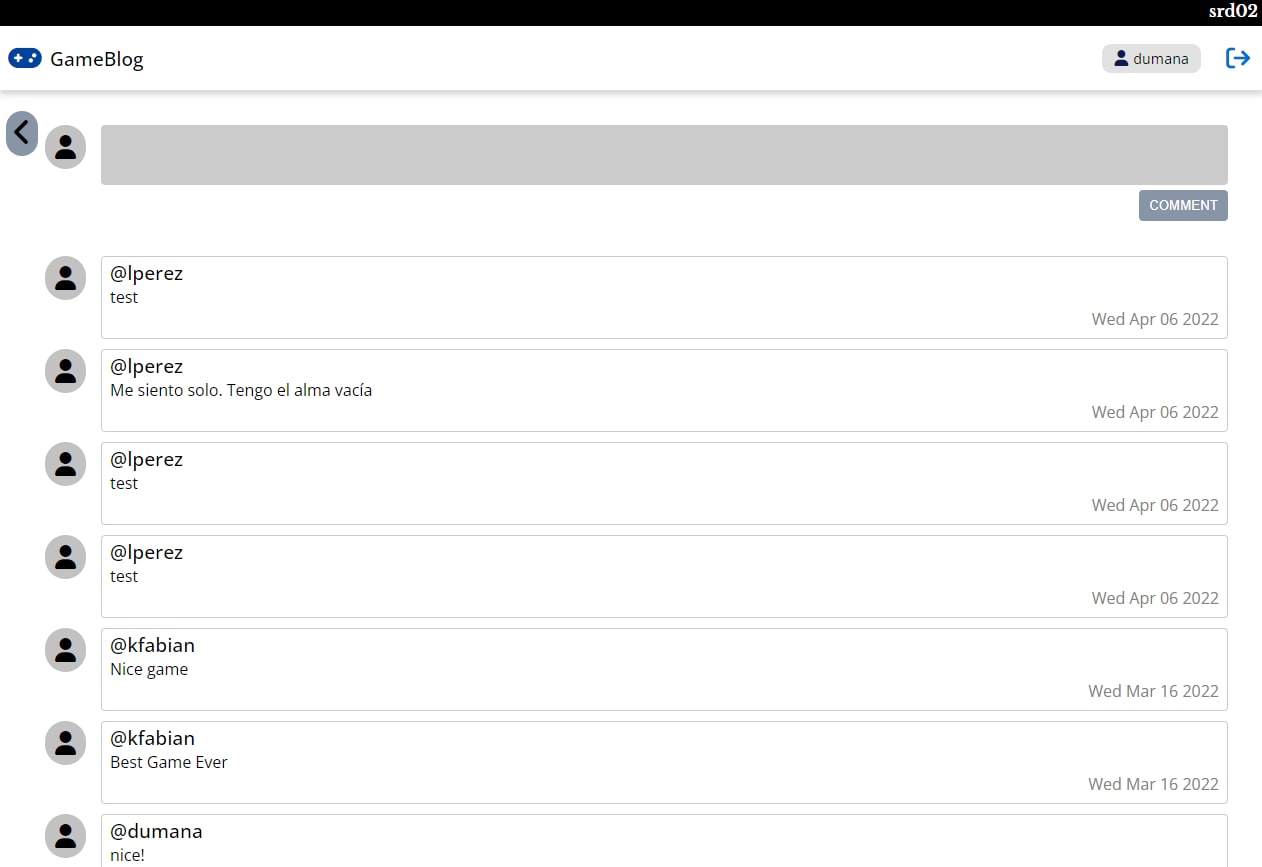 srd02
GameBlog
dumana
COMMENT
@lperez
test
Wed Apr 06 2022
@lperez
Me siento solo. Tengo el alma vacía
Wed Apr 06 2022
@lperez
test
Wed Apr 06 2022
@lperez
test
Wed Apr 06 2022
@kfabian
Nice game
Wed Mar 16 2022
@kfabian
Best Game Ever
Wed Mar 16 2022
@dumana
nice!